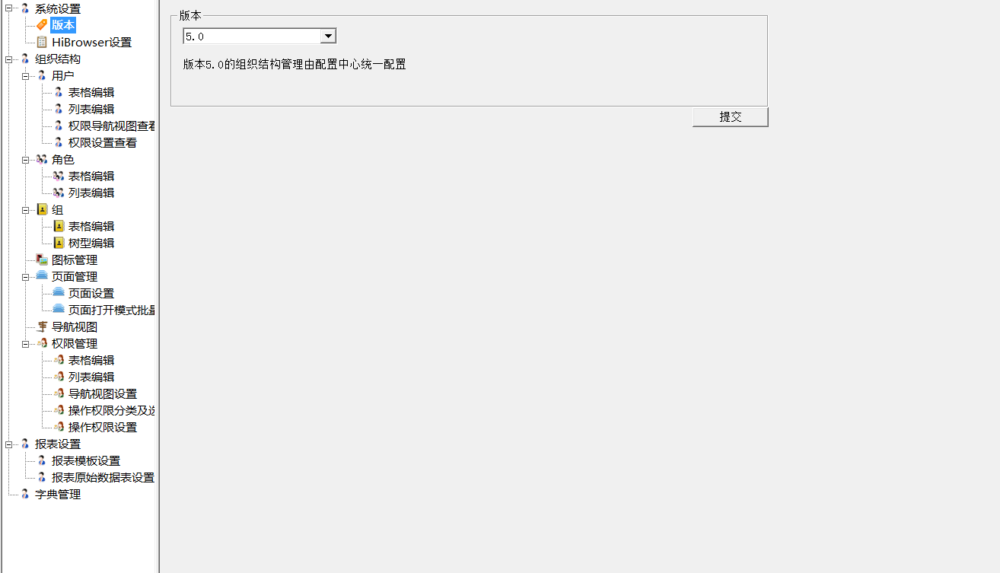 系统设置
版本
HiBrowser设置
组织结构
用户
表格编辑
列表编辑
权限导航视图查看
权限设置查看
角色
表格编辑
列表编辑
组
表格编辑
树型编辑
图标管理
页面管理
页面设置
页面打开模式批量
导航视图
权限管理
表格编辑
列表编辑
导航视图设置
操作权限分类及
操作权限设置
报表设置
报表模板设置
报表原始数据表设置
字典管理
版本
5.0
版本5.0的组织结构管理由配置中心统一配置
提交